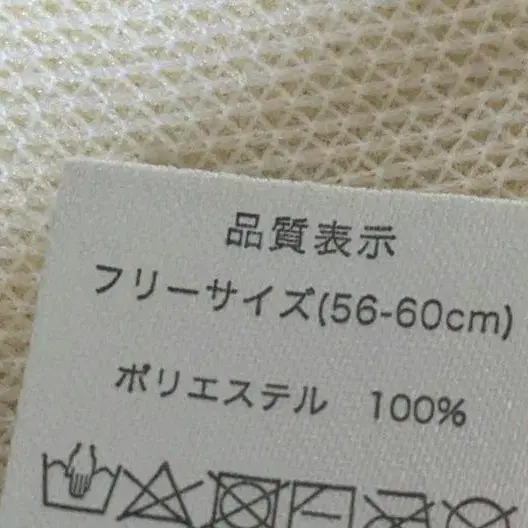 品質表示
フリーサイズ(56-60cm)
ポリエステル 100%